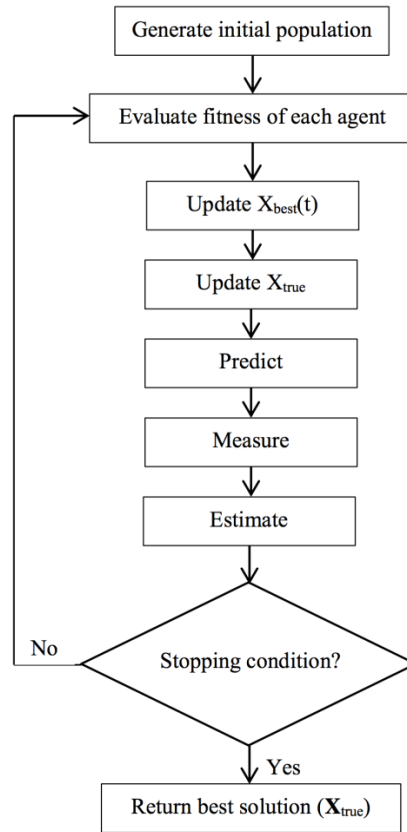 Generate initial population
Evaluate fitness of each agent
Update Xbest(t)
Update Xtrue
Predict
Measure
Estimate
Stopping condition?
No
Yes
Return best solution (Xtrue)